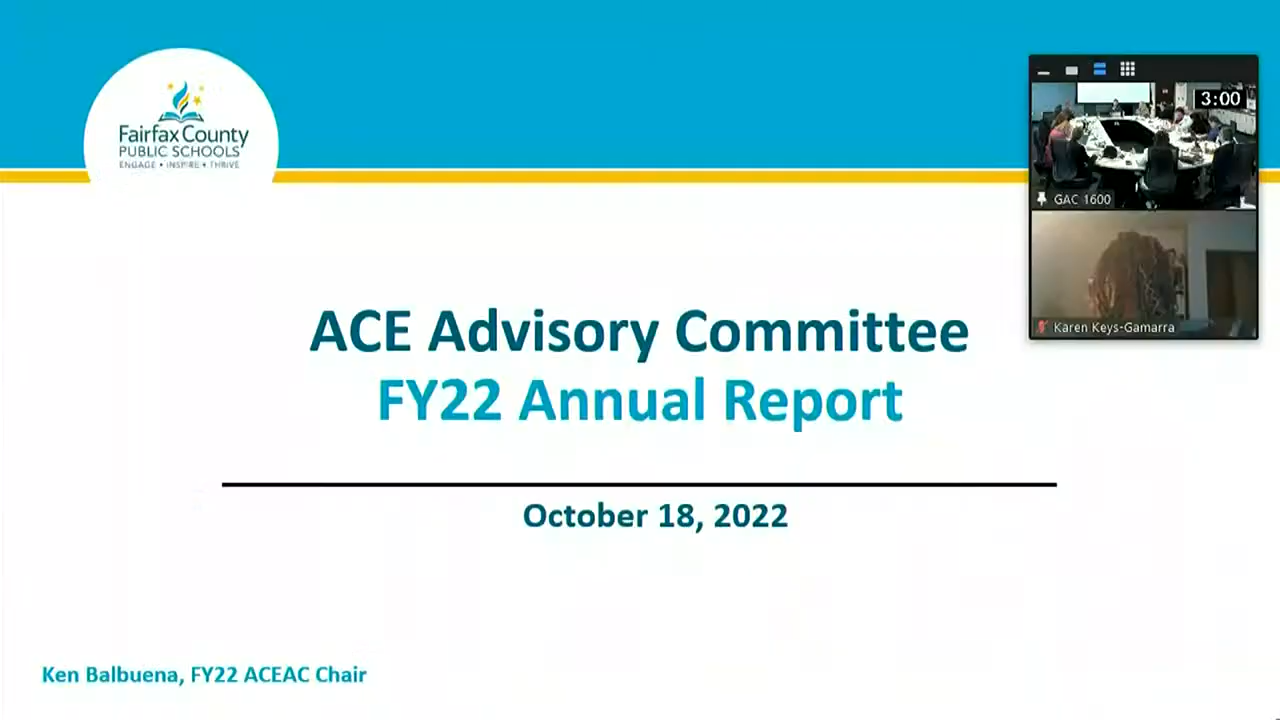 Fairfax County
PUBLIC SCHOOLS
ENGAGE • INSPIRE • THRIVE
3:00
GAC 1600
Karen Keys-Gamarra
ACE Advisory Committee
FY22 Annual Report
October 18, 2022
Ken Balbuena, FY22 ACEAC Chair